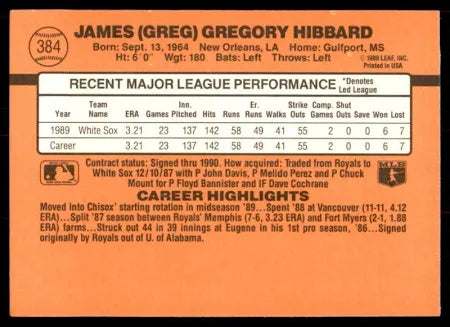 384
JAMES (GREG) GREGORY HIBBARD
Born: Sept. 13, 1964 New Orleans, LA Home: Gulfport, MS
Ht: 6' 0" Wgt: 180 Bats: Left Throws: Left
© 1989 LEAF, INC.
Printed in USA
RECENT MAJOR LEAGUE PERFORMANCE
*Denotes
Led League
Year Team Name ERA Games Inn. Pitched Hits Runs Er. Runs Walks Strike Outs Comp. Games Shut Outs Saves Won Lost
1989 White Sox 3.21 23 137 142 58 49 41 55 2 0 0 6 7
Career 3.21 23 137 142 58 49 41 55 2 0 0 6 7
Contract status: Signed thru 1990. How acquired: Traded from Royals to
White Sox 12/10/87 with P John Davis, P Melido Perez and P Chuck
Mount for P Floyd Bannister and IF Dave Cochrane
MLB
CAREER HIGHLIGHTS
Moved into Chisox' starting rotation in midseason '89...Spent '88 at Vancouver (11-11, 4.12
ERA)...Split '87 season between Royals' Memphis (7-6, 3.23 ERA) and Fort Myers (2-1, 1.88
ERA) farms...Struck out 44 in 39 innings at Eugene in his 1st pro season, '86...Signed
originally by Royals out of U. of Alabama.